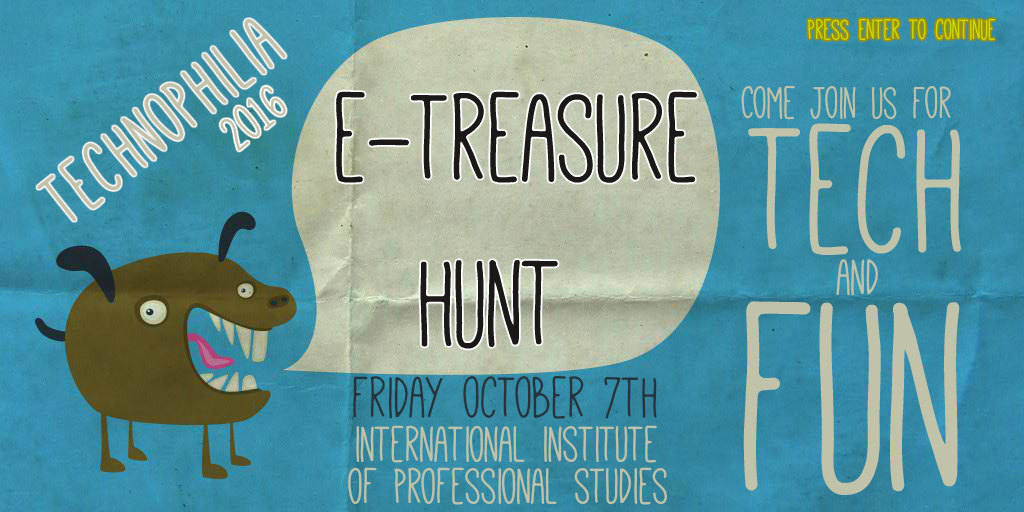 TECHNOPHILIA
2016
E-TREASURE
HUNT
FRIDAY OCTOBER 7TH
INTERNATIONAL INSTITUTE
OF PROFESSIONAL STUDIES
PRESS ENTER TO CONTINUE
COME JOIN US FOR
TECH
AND
FUN